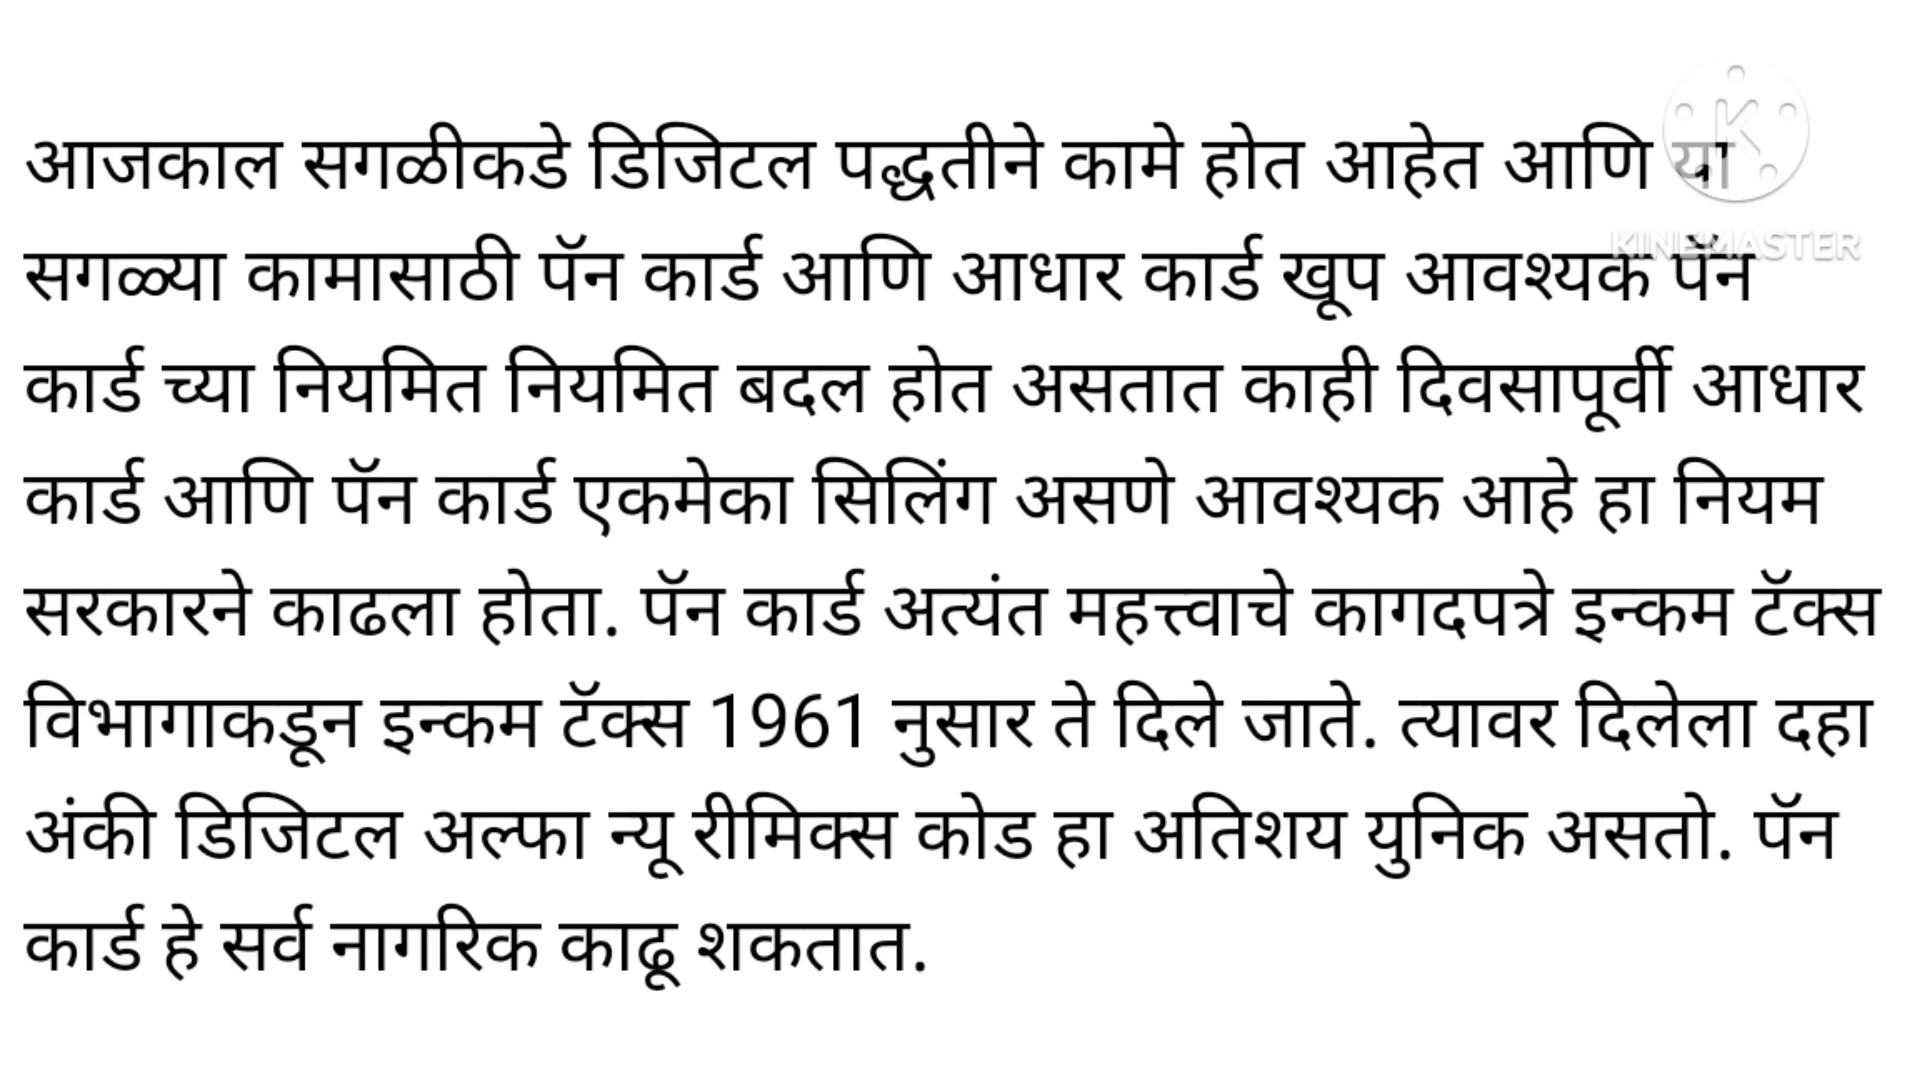 आजकाल सगळीकडे डिजिटल पद्धतीने कामे होत आहेत आणि या
KINEMASTER
सगळ्या कामासाठी पॅन कार्ड आणि आधार कार्ड खूप आवश्यक पॅन
कार्ड च्या नियमित नियमित बदल होत असतात काही दिवसापूर्वी आधार
कार्ड आणि पॅन कार्ड एकमेका सिलिंग असणे आवश्यक आहे हा नियम
सरकारने काढला होता. पॅन कार्ड अत्यंत महत्त्वाचे कागदपत्रे इन्कम टॅक्स
विभागाकडून इन्कम टॅक्स 1961 नुसार ते दिले जाते. त्यावर दिलेला दहा
अंकी डिजिटल अल्फा न्यू रीमिक्स कोड हा अतिशय युनिक असतो. पॅन
कार्ड हे सर्व नागरिक काढू शकतात.